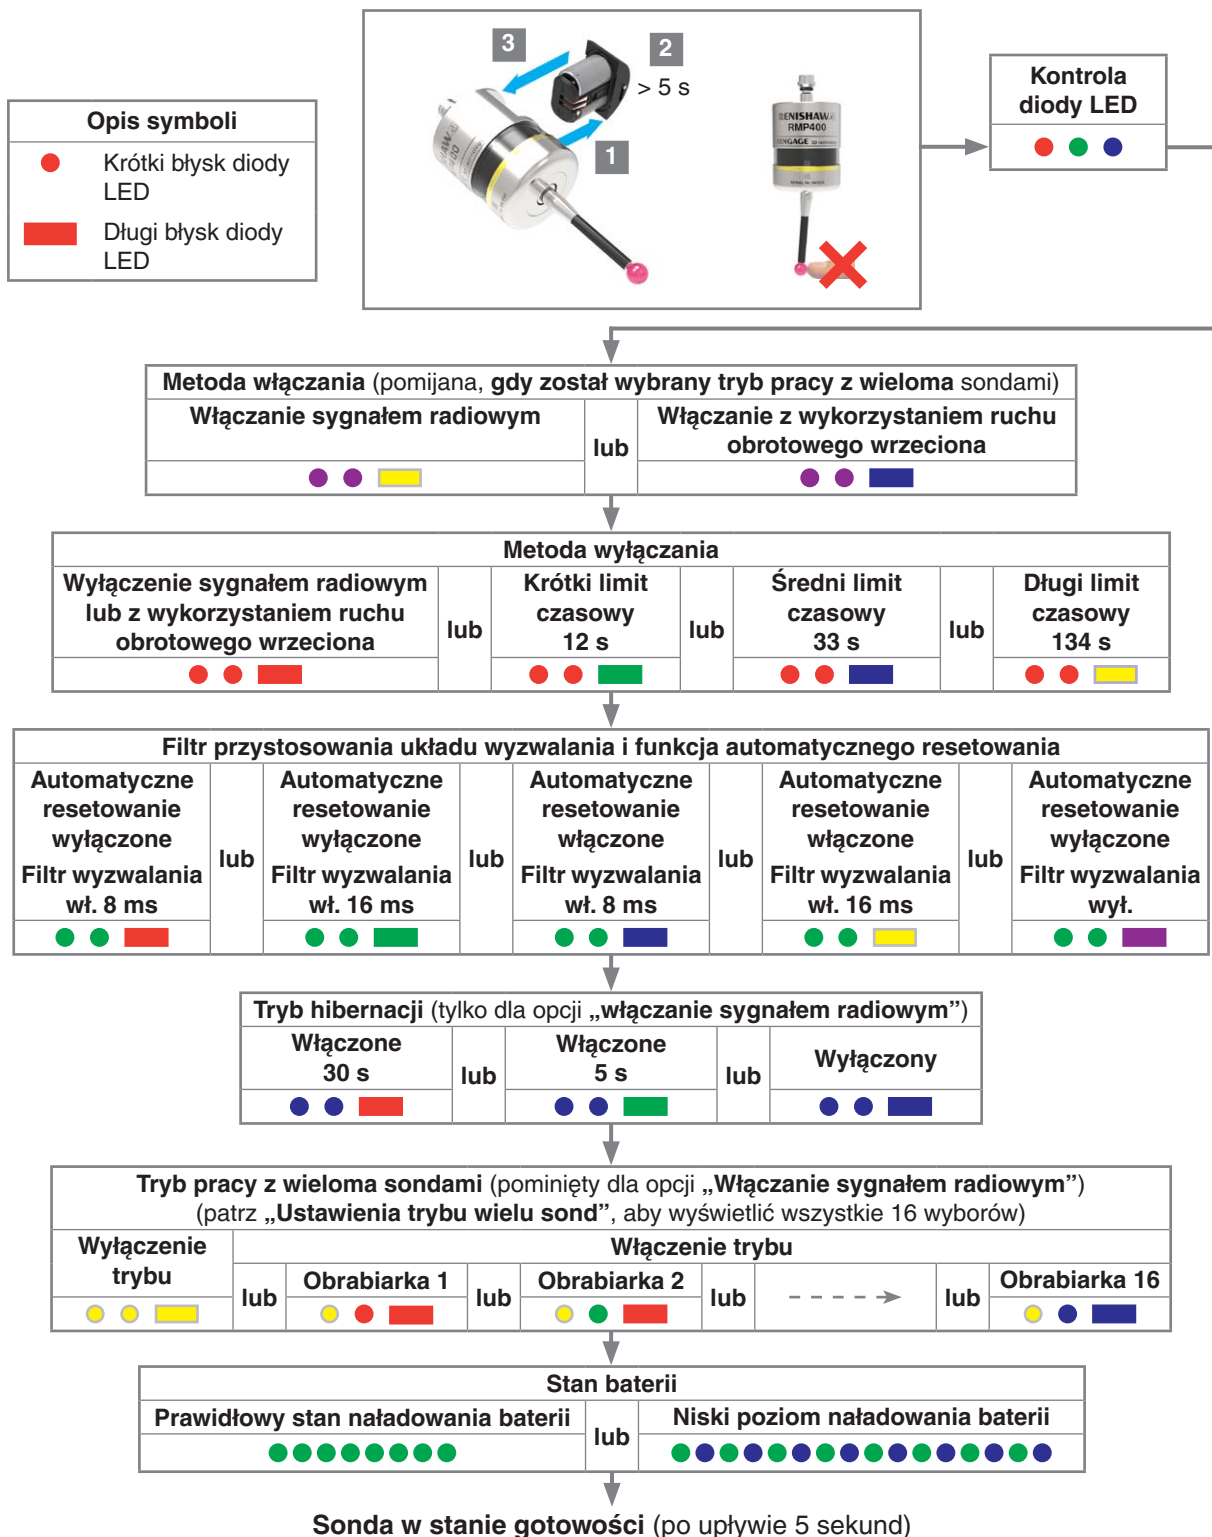 3
2
> 5 s
1
RENISHAW
RMP400
Kontrola
diody LED
Opis symboli
Krótki błysk diody
LED
Długi błysk diody
LED
Metoda włączania (pomijana, gdy został wybrany tryb pracy z wieloma sondami)
Włączanie sygnałem radiowym
lub
Włączanie z wykorzystaniem ruchu
obrotowego wrzeciona
Metoda wyłączania
Wyłączenie sygnałem radiowym
lub z wykorzystaniem ruchu
obrotowego wrzeciona
lub
Krótki limit
czasowy
12 s
lub
Średni limit
czasowy
33 s
lub
Długi limit
czasowy
134 s
Filtr przystosowania układu wyzwalania i funkcja automatycznego resetowania
Automatyczne
resetowanie
wyłączone
Filtr wyzwalania
wł. 8 ms
lub
Automatyczne
resetowanie
wyłączone
Filtr wyzwalania
wł. 16 ms
lub
Automatyczne
resetowanie
włączone
Filtr wyzwalania
wł. 8 ms
lub
Automatyczne
resetowanie
włączone
Filtr wyzwalania
wł. 16 ms
lub
Automatyczne
resetowanie
wyłączone
Filtr wyzwalania
wył.
Tryb hibernacji (tylko dla opcji „włączanie sygnałem radiowym”)
Włączone
30 s
lub
Włączone
5 s
lub
Wyłączony
Tryb pracy z wieloma sondami (pominięty dla opcji „Włączanie sygnałem radiowym”)
(patrz „Ustawienia trybu wielu sond”, aby wyświetlić wszystkie 16 wyborów)
Wyłączenie
trybu
Włączenie trybu
lub
Obrabiarka 1
lub
Obrabiarka 2
lub
lub
Obrabiarka 16
Stan baterii
Prawidłowy stan naładowania baterii
lub
Niski poziom naładowania baterii
Sonda w stanie gotowości (po upływie 5 sekund)